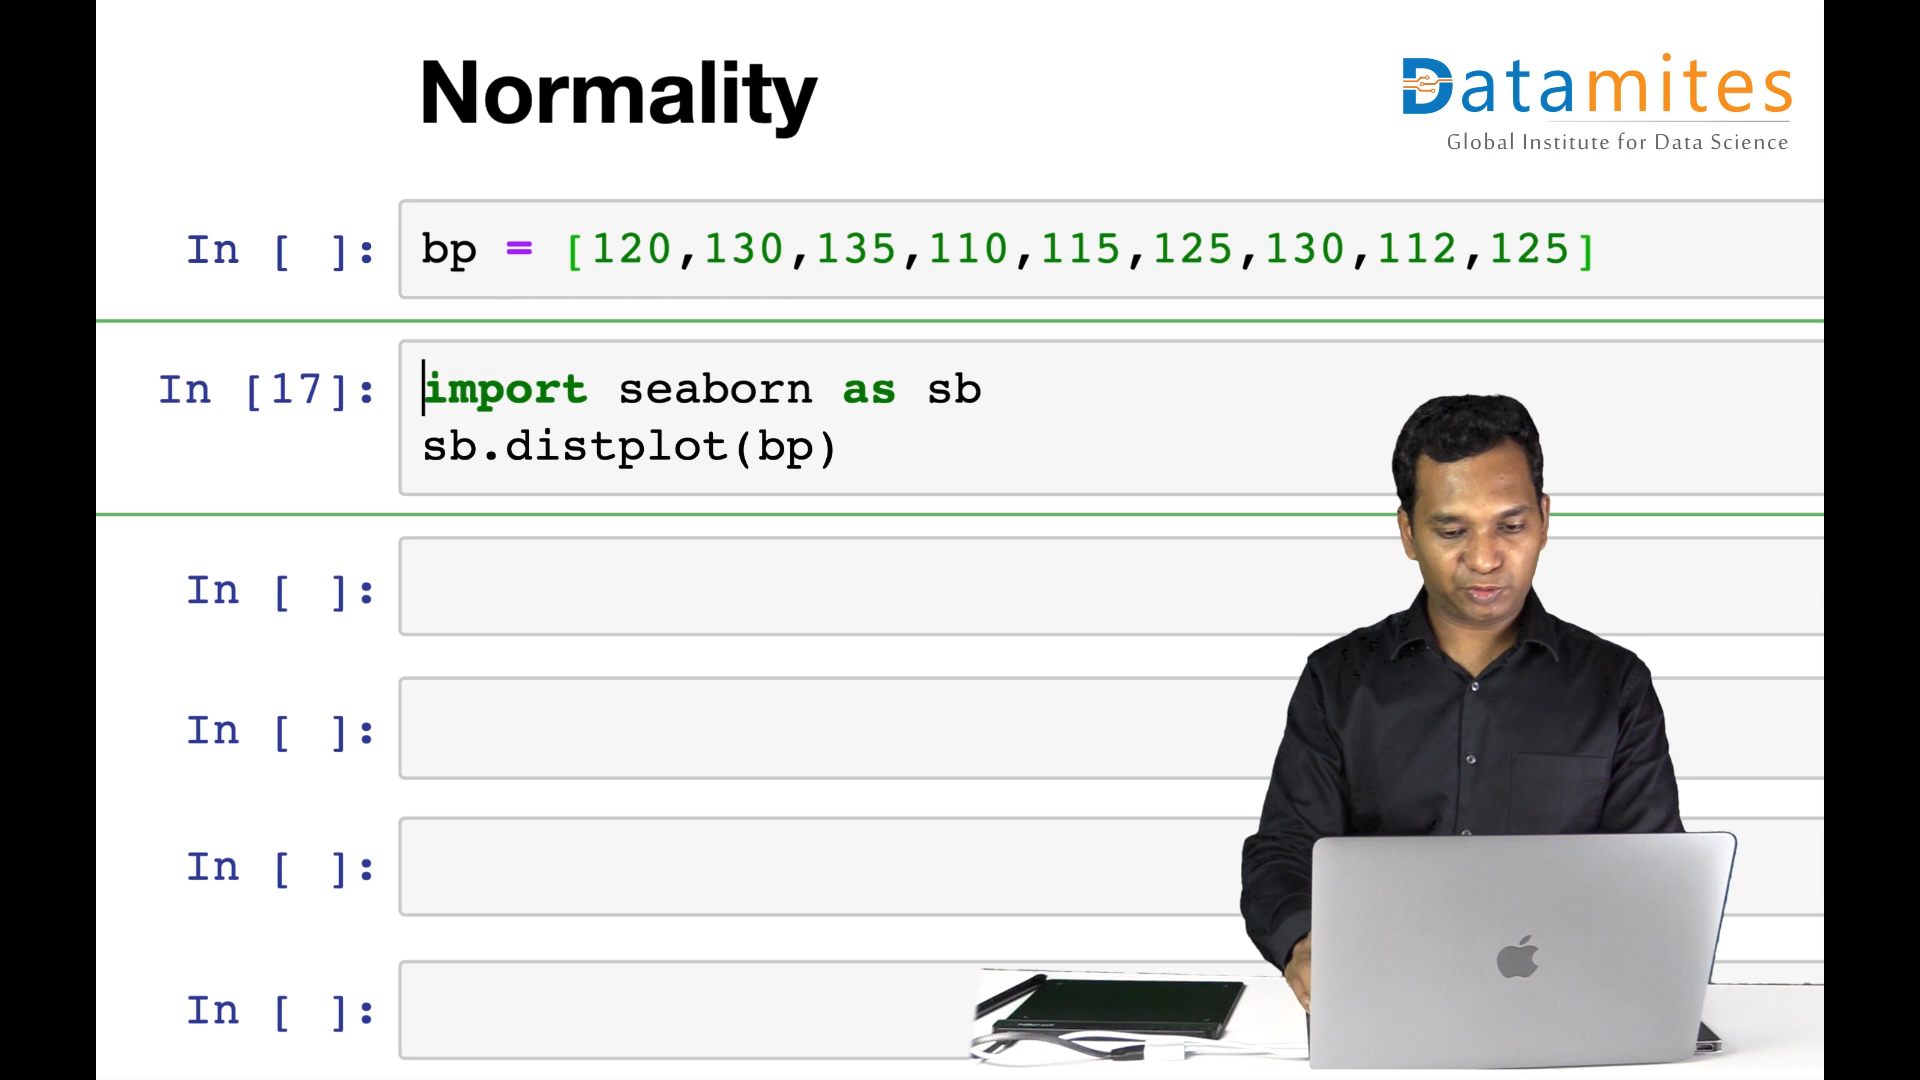 Normality
Datamites
Global Institute for Data Science
In [ ]: bp = [120,130,135,110,115,125,130,112,125]
In [17]: import seaborn as sb
sb.distplot(bp)
In [ ]:
In [ ]:
In [ ]:
In [ ]: